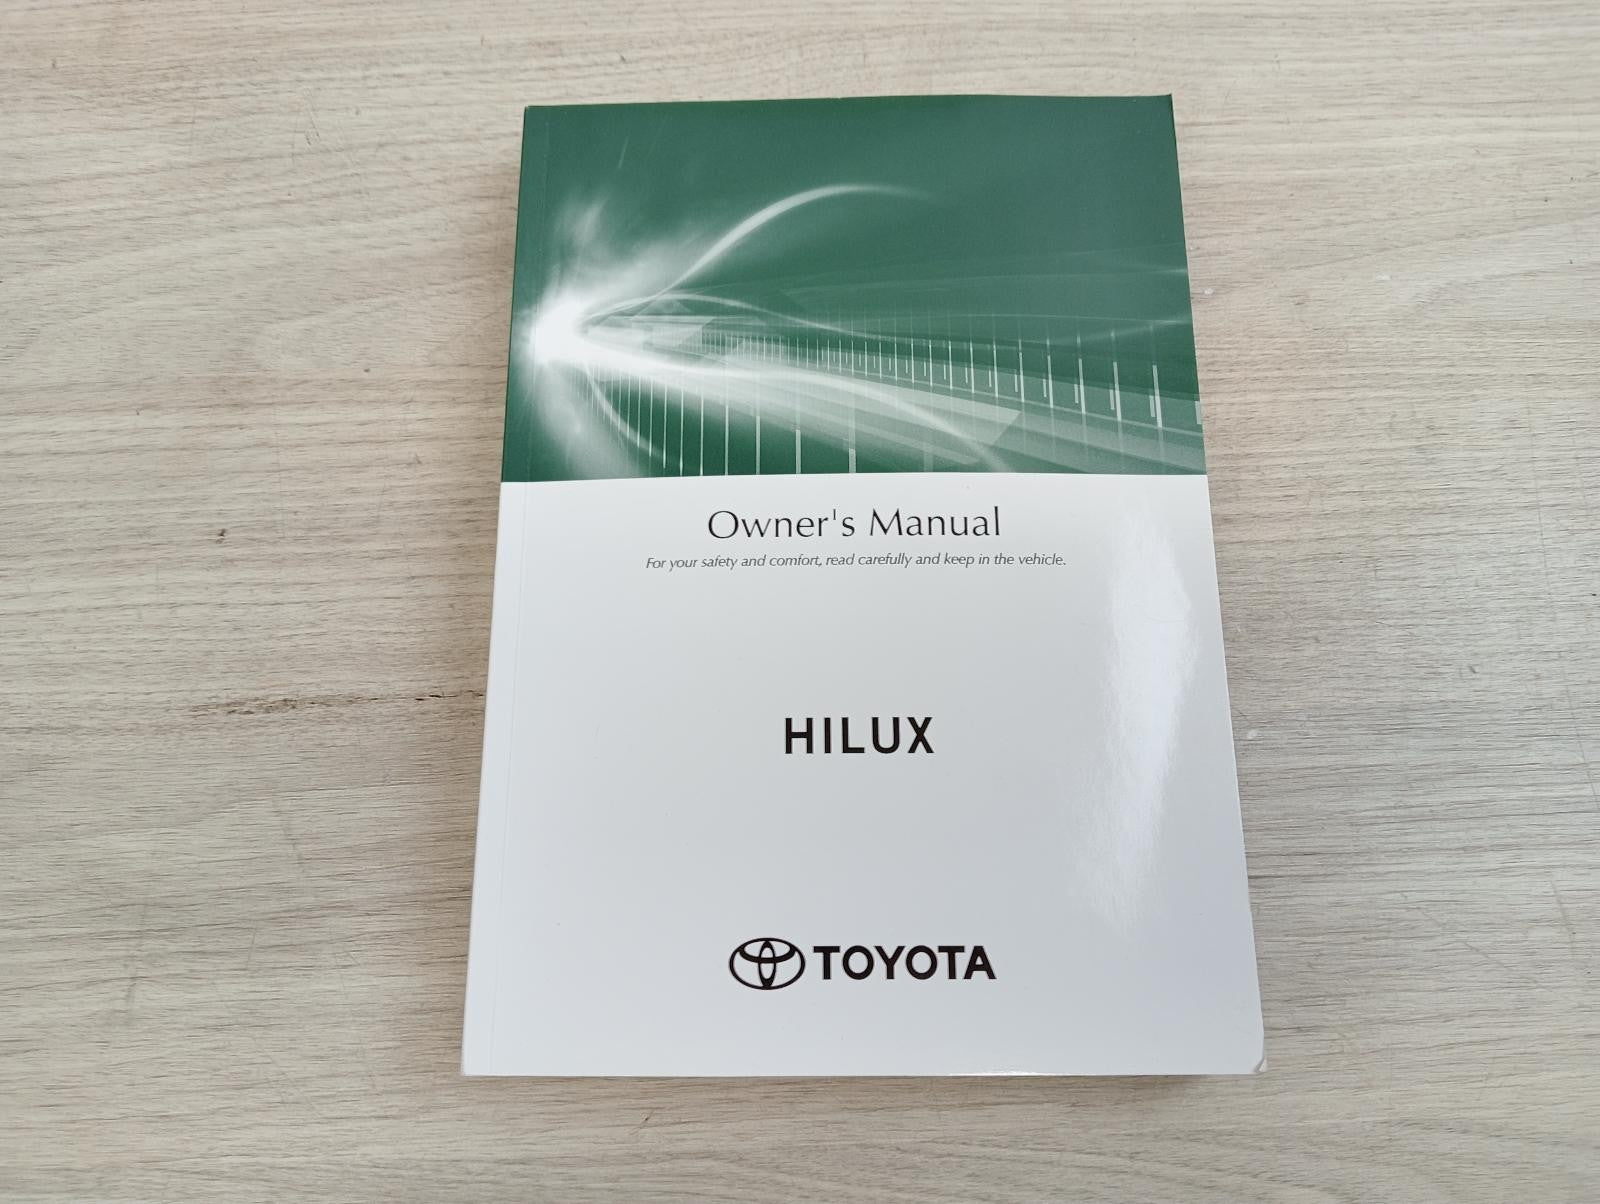 Owner's Manual
For your safety and comfort, read carefully and keep in the vehicle.
HILUX
TOYOTA